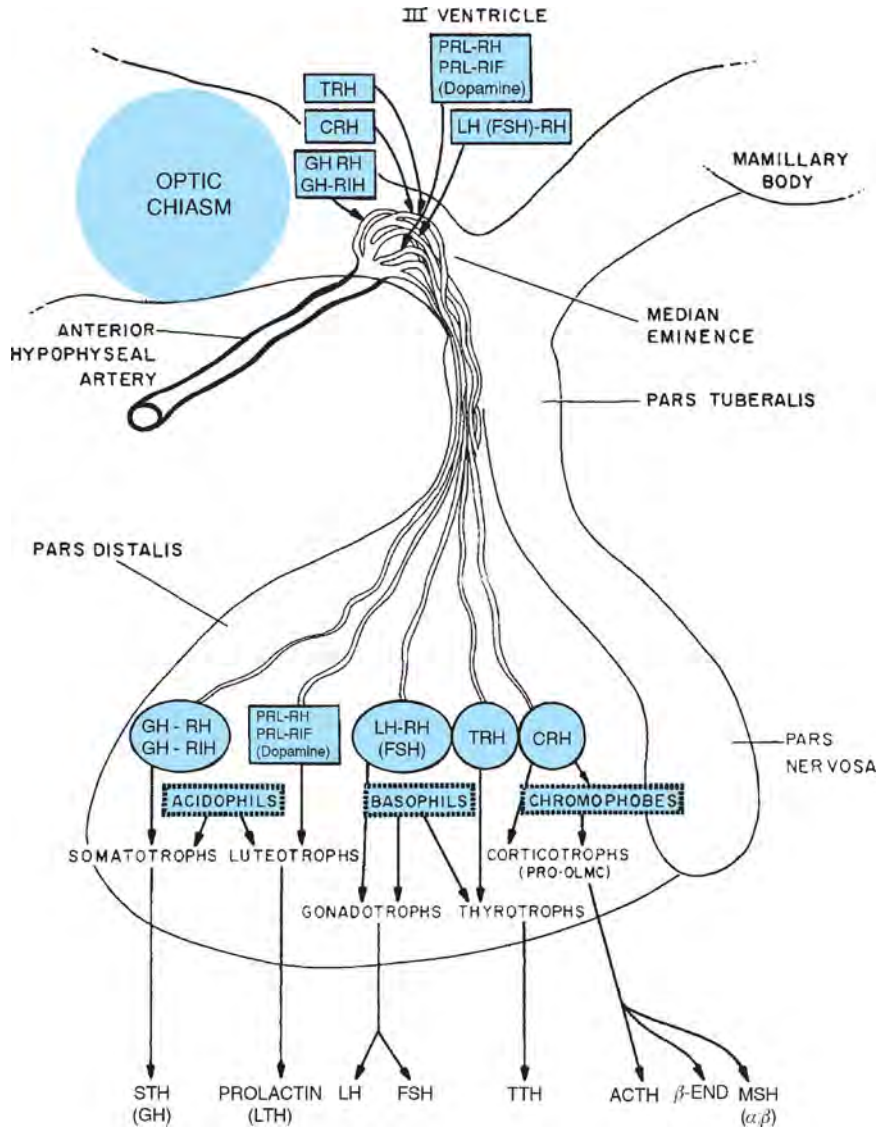 III VENTRICLE
PRL-RH
PRL-RIF
(Dopamine)
TRH
CRH
LH (FSH)-RH
GH RH
GH-RIH
OPTIC
CHIASM
MAMILLARY
BODY
MEDIAN
EMINENCE
ANTERIOR
HYPOPHYSEAL
ARTERY
PARS TUBERALIS
PARS DISTALIS
GH - RH
GH - RIH
PRL-RH
PRL-RIF
(Dopamine)
LH-RH
(FSH)
TRH
CRH
PARS
NERVOSA
ACIDOPHILS
BASOPHILS
CHROMOPHOBES
SOMATOTROPHS
LUTEOTROPHS
CORTICOTROPHS
(PRO-OLMC)
GONADOTROPHS
THYROTROPHS
STH
(GH)
PROLACTIN
(LTH)
LH
FSH
TTH
ACTH
β-END
MSH
(α,β)